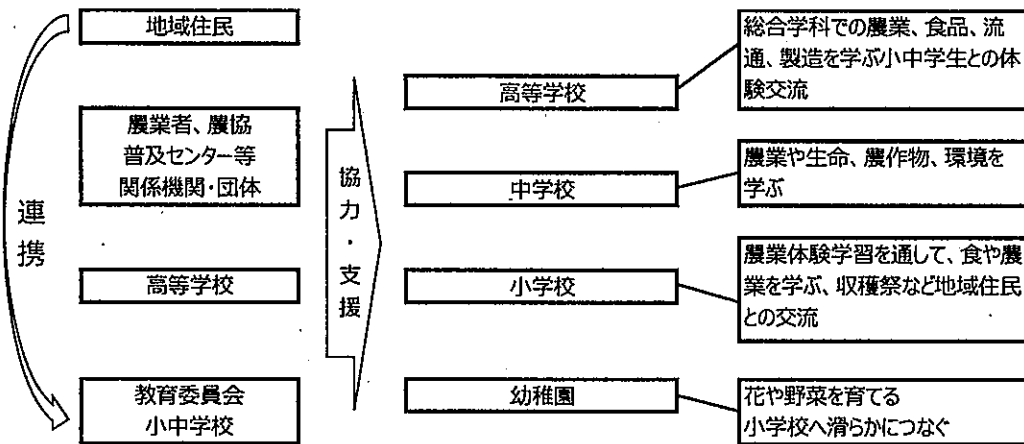 地域住民
農業者、農協
普及センター等
関係機関・団体
高等学校
教育委員会
小中学校
連携
協力・支援
高等学校
中学校
小学校
幼稚園
総合学科での農業、食品、流
通、製造を学ぶ小中学生との体
験交流
農業や生命、農作物、環境を
学ぶ
農業体験学習を通して、食や農
業を学ぶ、収穫祭など地域住民
との交流
花や野菜を育てる
小学校へ滑らかにつなぐ